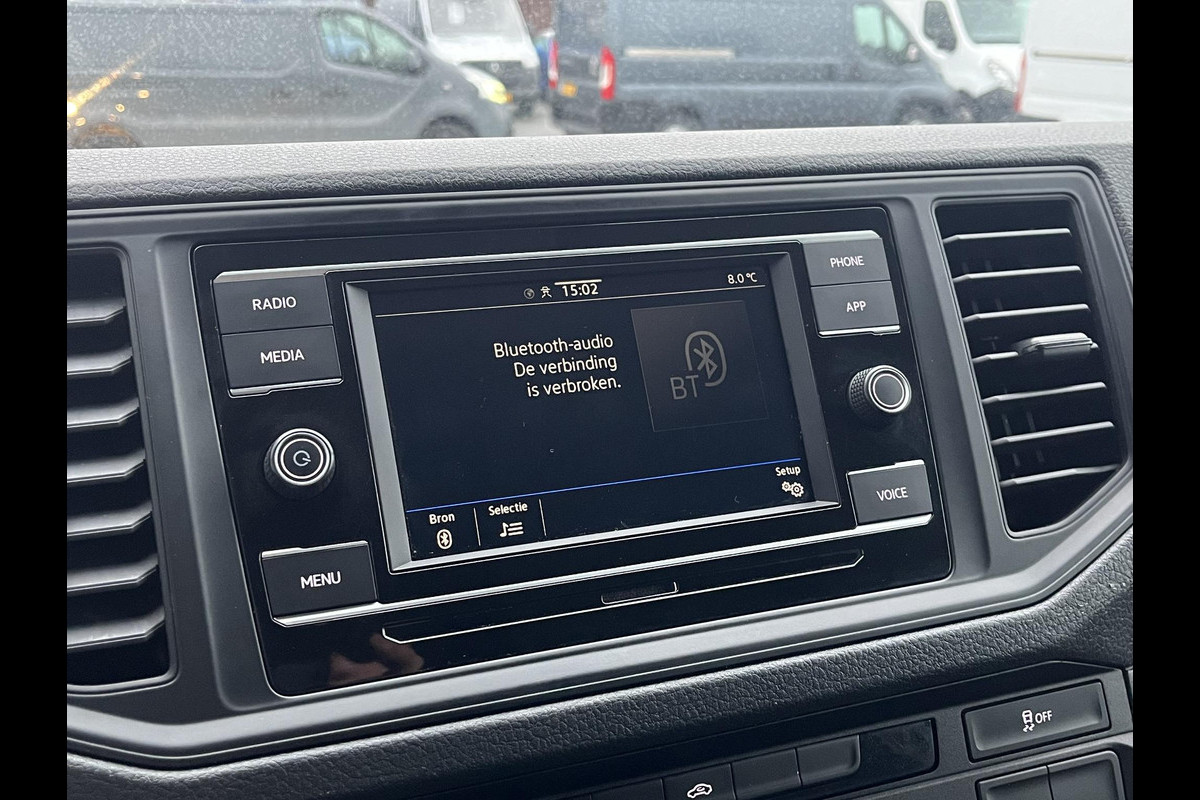 15:02
8.0 °C
RADIO
MEDIA
MENU
PHONE
APP
VOICE
Bluetooth-audio
De verbinding
is verbroken.
BT
Bron
Selectie
Setup
OFF